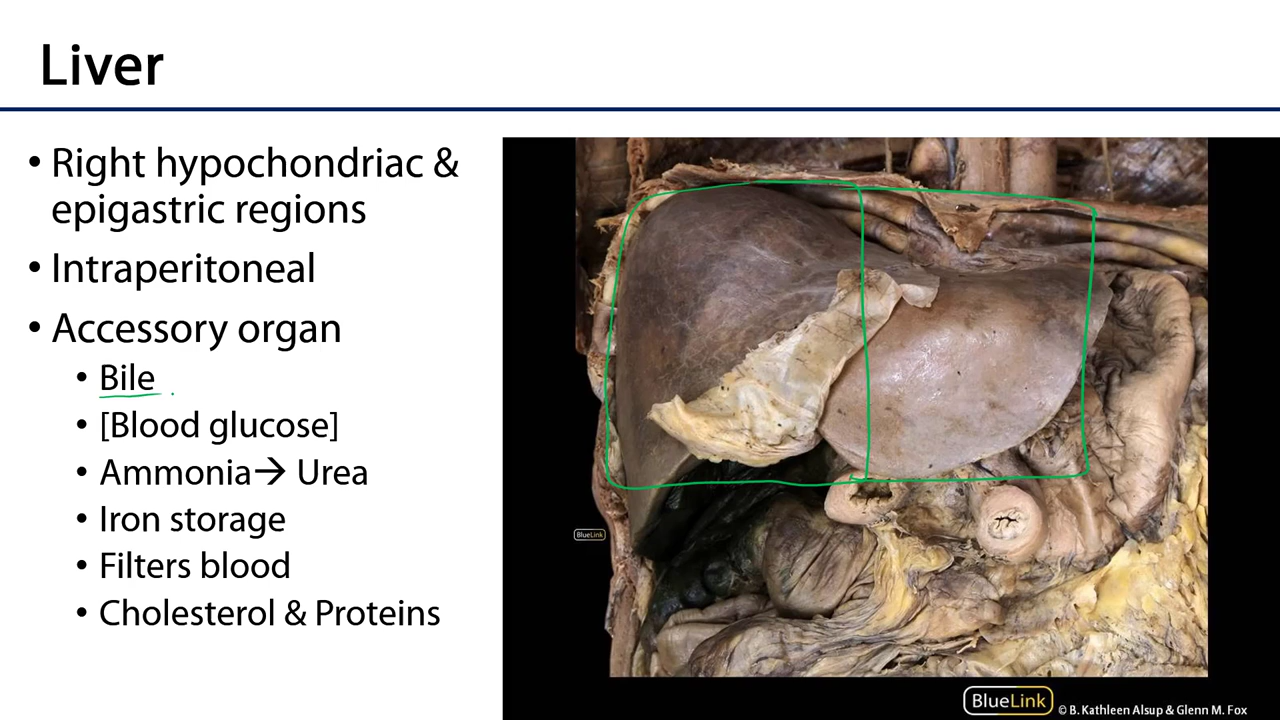 Liver
• Right hypochondriac &
epigastric regions
• Intraperitoneal
• Accessory organ
• Bile
• [Blood glucose]
• Ammonia→ Urea
• Iron storage
• Filters blood
• Cholesterol & Proteins
BlueLink
BlueLink © B. Kathleen Alsup & Glenn M. Fox